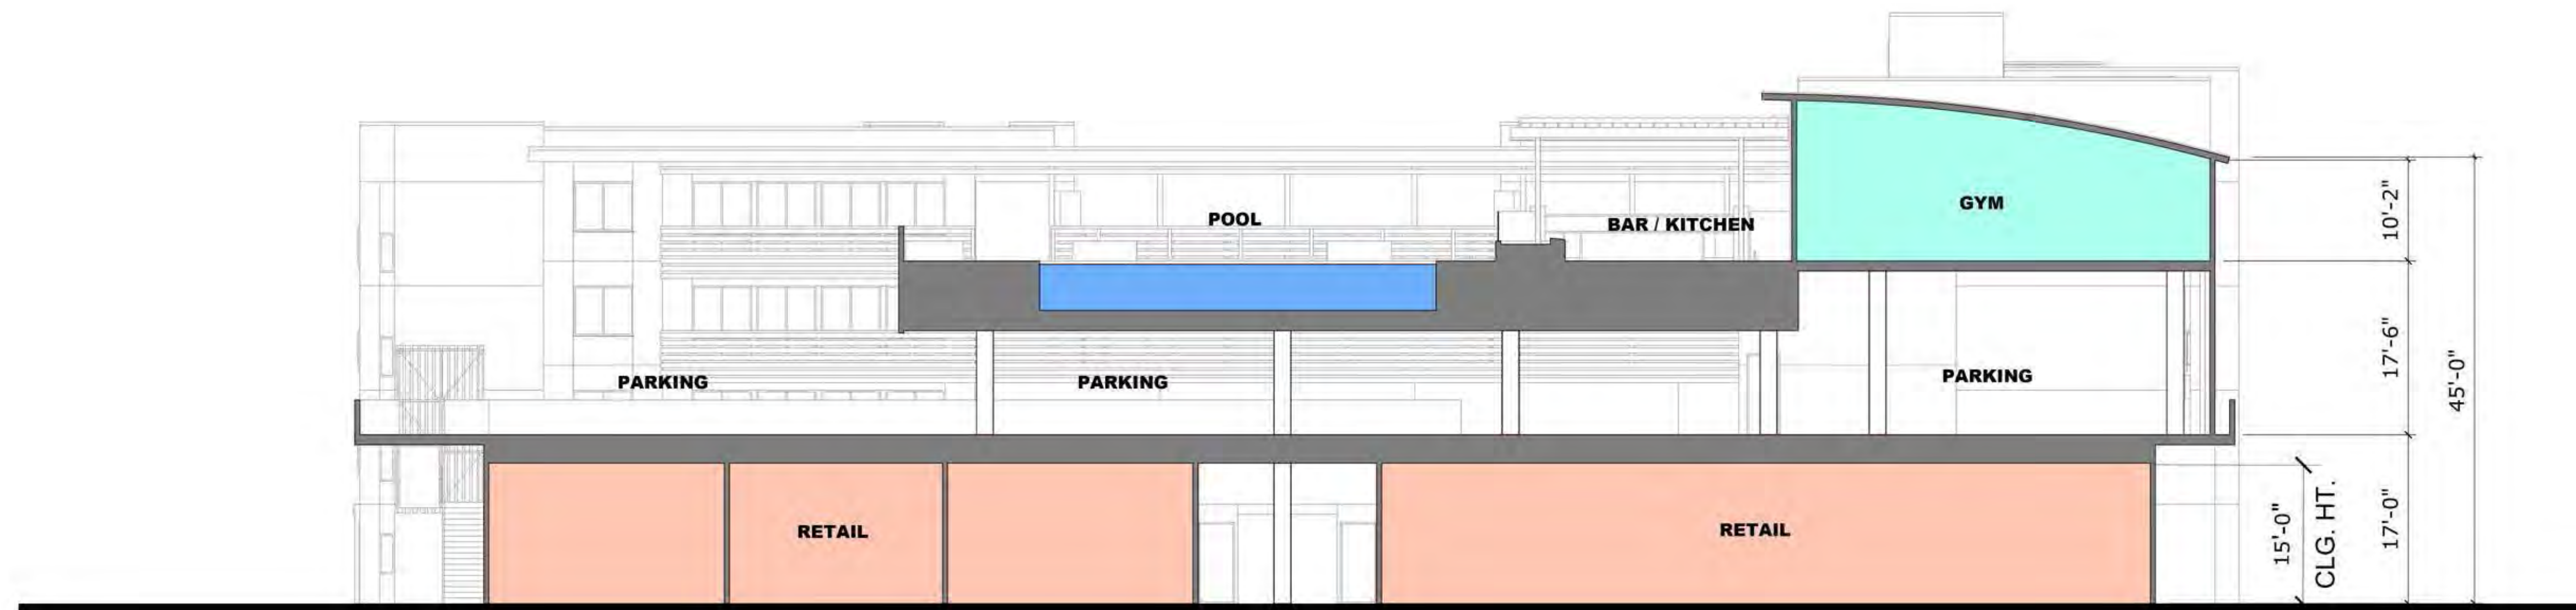 POOL
BAR / KITCHEN
GYM
PARKING
PARKING
PARKING
RETAIL
RETAIL
10'-2"
17'-6"
17'-0"
45'-0"
15'-0"
CLG. HT.